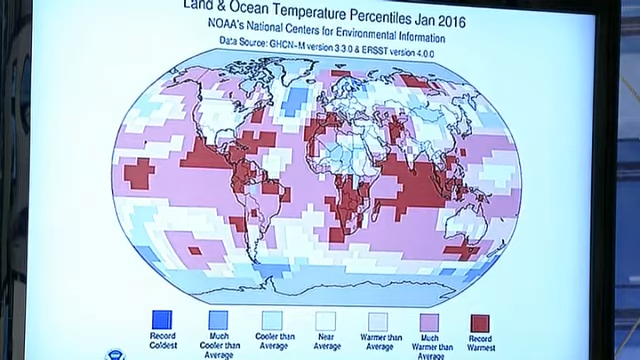 Land & Ocean Temperature Percentiles Jan 2016
NOAA's National Centers for Environmental Information
Data Source: GHCN-M version 3.3.0 & ERSST version 4.0.0
Record
Coldest
Much
Cooler than
Average
Cooler than
Average
Near
Average
Warmer than
Average
Much
Warmer than
Average
Record
Warmest